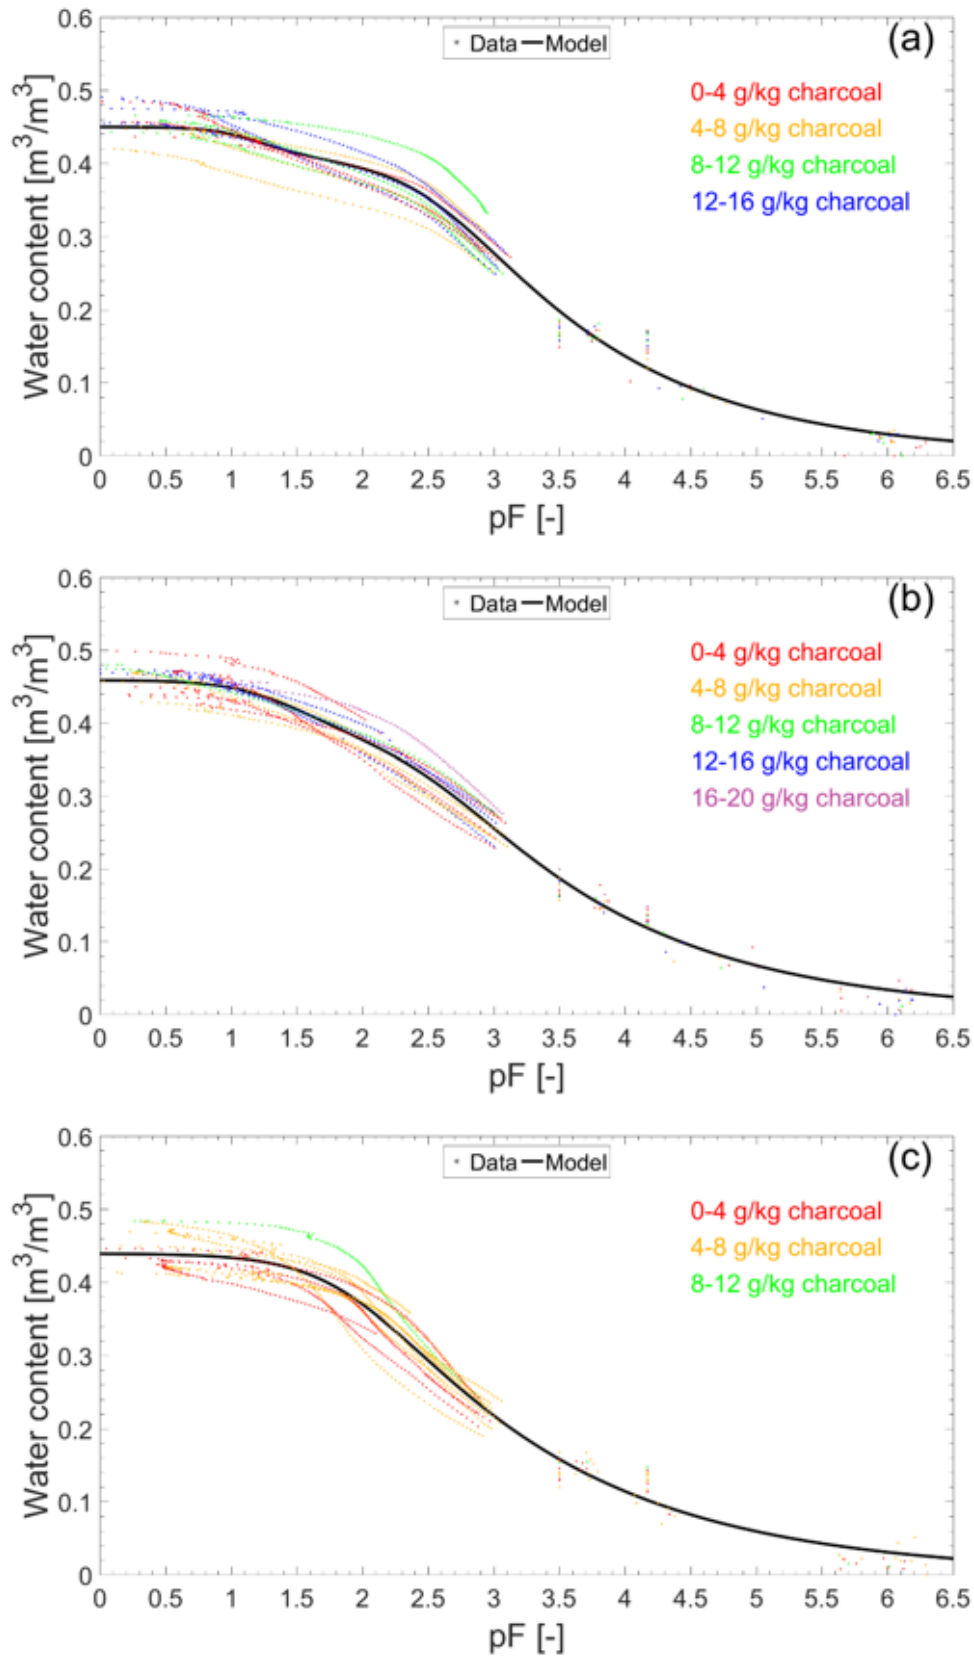 (a)
Data Model
0-4 g/kg charcoal
4-8 g/kg charcoal
8-12 g/kg charcoal
12-16 g/kg charcoal
Water content [m³/m³]
0.6
0.5
0.4
0.3
0.2
0.1
0
0 0.5 1 1.5 2 2.5 3 3.5 4 4.5 5 5.5 6 6.5
pF [-]
(b)
Data Model
0-4 g/kg charcoal
4-8 g/kg charcoal
8-12 g/kg charcoal
12-16 g/kg charcoal
16-20 g/kg charcoal
Water content [m³/m³]
0.6
0.5
0.4
0.3
0.2
0.1
0
0 0.5 1 1.5 2 2.5 3 3.5 4 4.5 5 5.5 6 6.5
pF [-]
(c)
Data Model
0-4 g/kg charcoal
4-8 g/kg charcoal
8-12 g/kg charcoal
Water content [m³/m³]
0.6
0.5
0.4
0.3
0.2
0.1
0
0 0.5 1 1.5 2 2.5 3 3.5 4 4.5 5 5.5 6 6.5
pF [-]